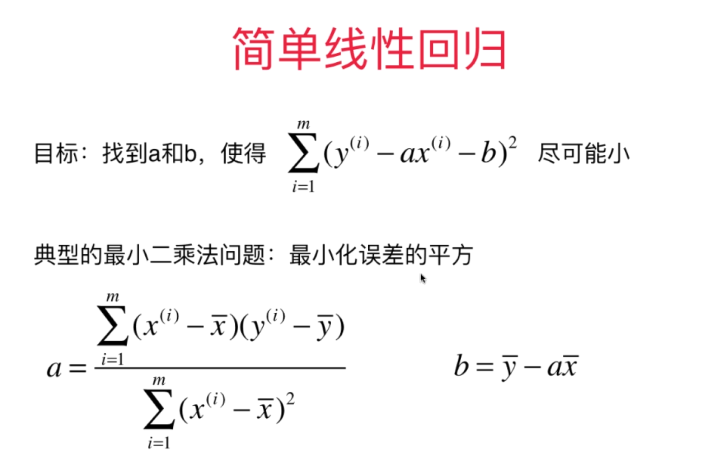 简单线性回归
目标：找到a和b，使得 $\sum_{i=1}^{m}(y^{(i)} - ax^{(i)} - b)^2$ 尽可能小
典型的最小二乘法问题：最小化误差的平方
$a = \frac{\sum_{i=1}^{m}(x^{(i)} - \overline{x})(y^{(i)} - \overline{y})}{\sum_{i=1}^{m}(x^{(i)} - \overline{x})^2}$ $b = \overline{y} - a\overline{x}$